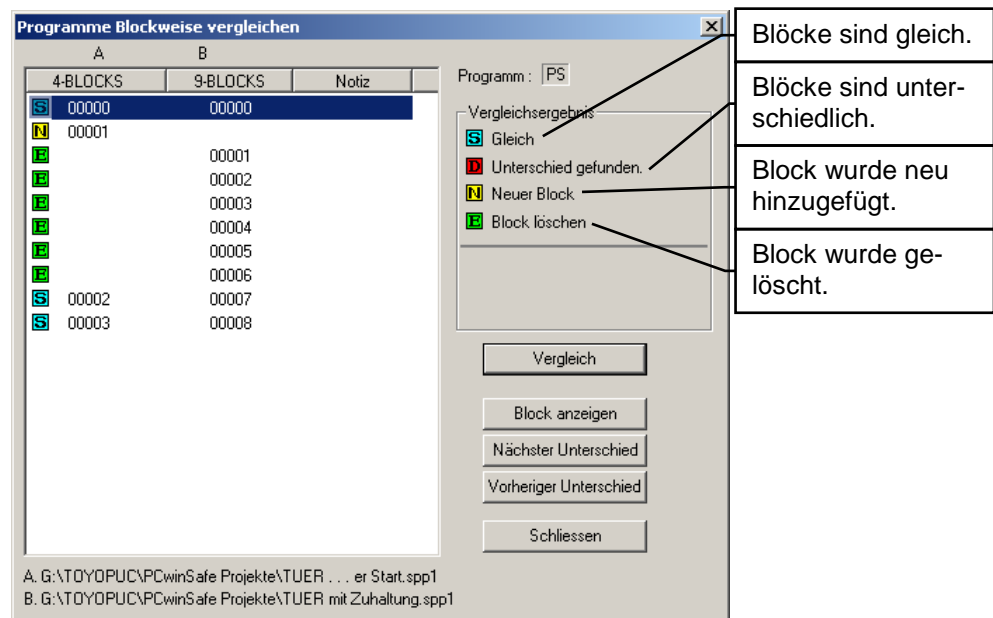 Programme Blockweise vergleichen
A B
4-BLOCKS 9-BLOCKS Notiz
S 00000 00000
N 00001
E 00001
E 00002
E 00003
E 00004
E 00005
E 00006
S 00002 00007
S 00003 00008
Programm : PS
Vergleichsergebnis
S Gleich
D Unterschied gefunden.
N Neuer Block
E Block löschen
Vergleich
Block anzeigen
Nächster Unterschied
Vorheriger Unterschied
Schliessen
A. G:\TOYOPUC\PCwinSafe Projekte\TUER . . . er Start.spp1
B. G:\TOYOPUC\PCwinSafe Projekte\TUER mit Zuhaltung.spp1
Blöcke sind gleich.
Blöcke sind unter-
schiedlich.
Block wurde neu
hinzugefügt.
Block wurde ge-
löscht.